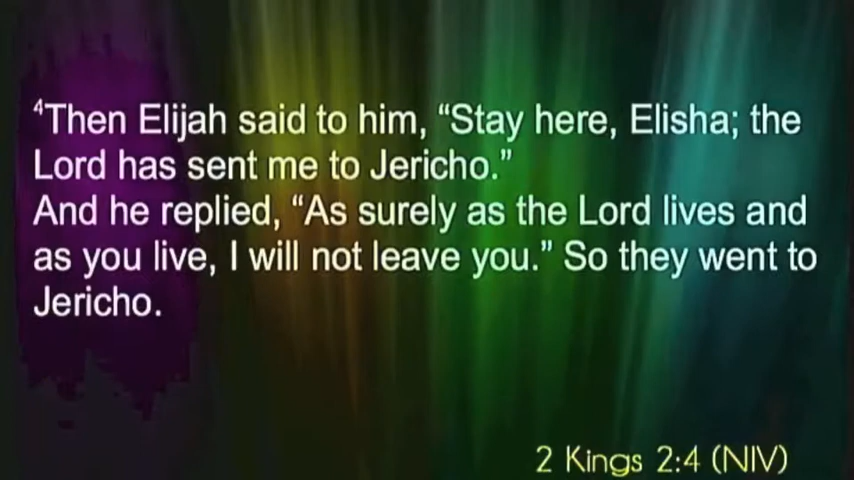 ⁴Then Elijah said to him, “Stay here, Elisha; the
Lord has sent me to Jericho.”
And he replied, “As surely as the Lord lives and
as you live, I will not leave you.” So they went to
Jericho.
2 Kings 2:4 (NIV)